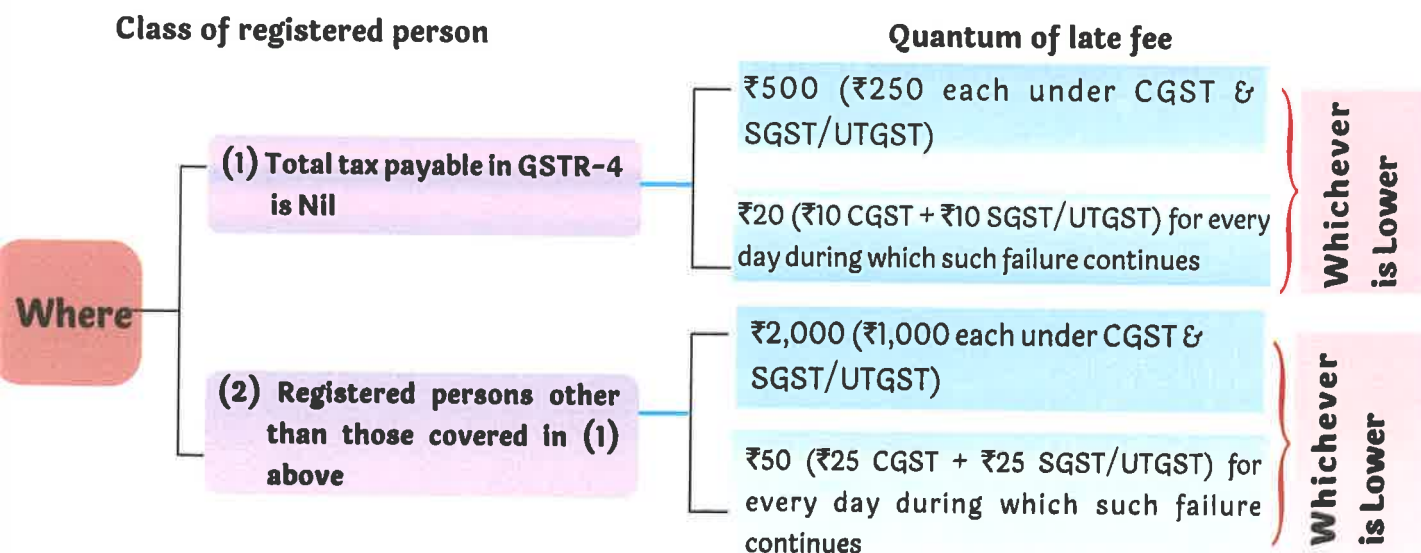 Class of registered person
Quantum of late fee
Where
(1) Total tax payable in GSTR-4
is Nil
₹500 (₹250 each under CGST &
SGST/UTGST)
₹20 (₹10 CGST + ₹10 SGST/UTGST) for every
day during which such failure continues
Whichever
is Lower
(2) Registered persons other
than those covered in (1)
above
₹2,000 (₹1,000 each under CGST &
SGST/UTGST)
₹50 (₹25 CGST + ₹25 SGST/UTGST) for
every day during which such failure
continues
Whichever
is Lower